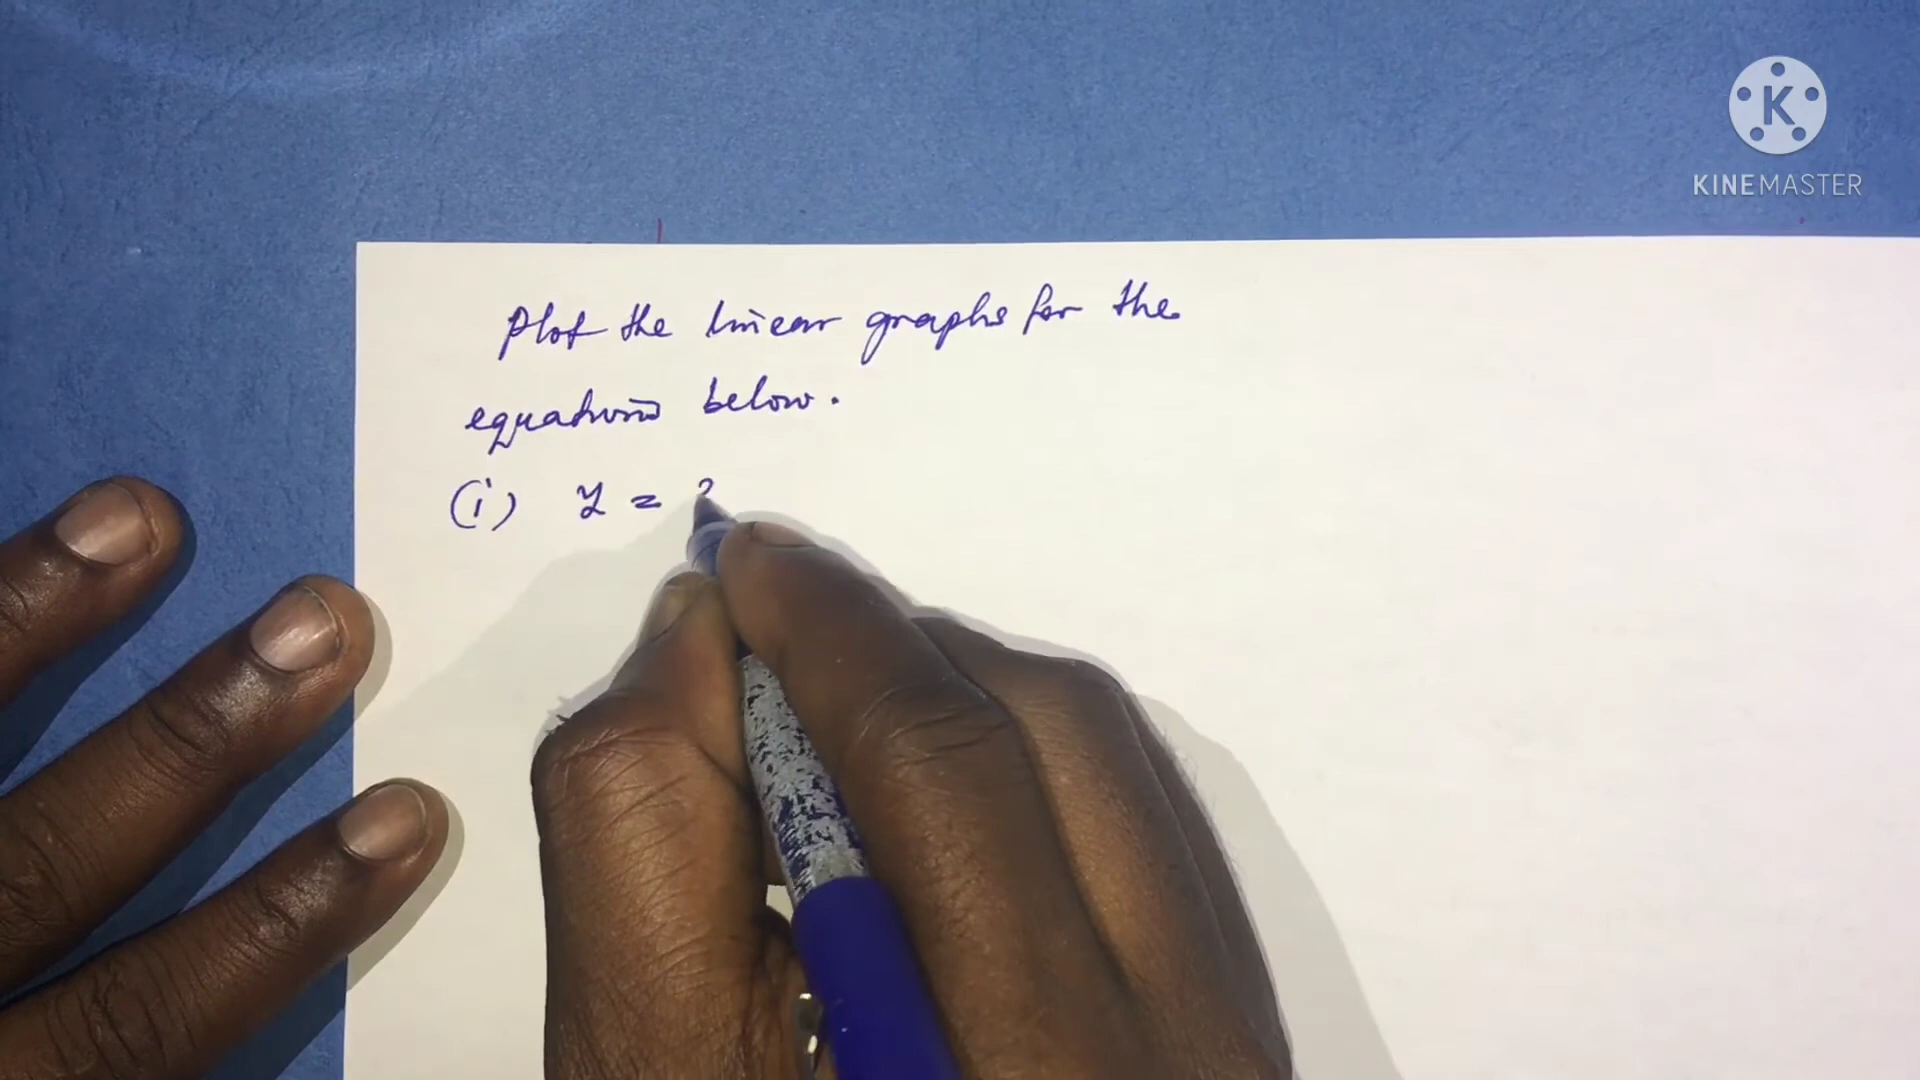 K
KINEMASTER
Plot the linear graphs for the
equations below.
(i) y =